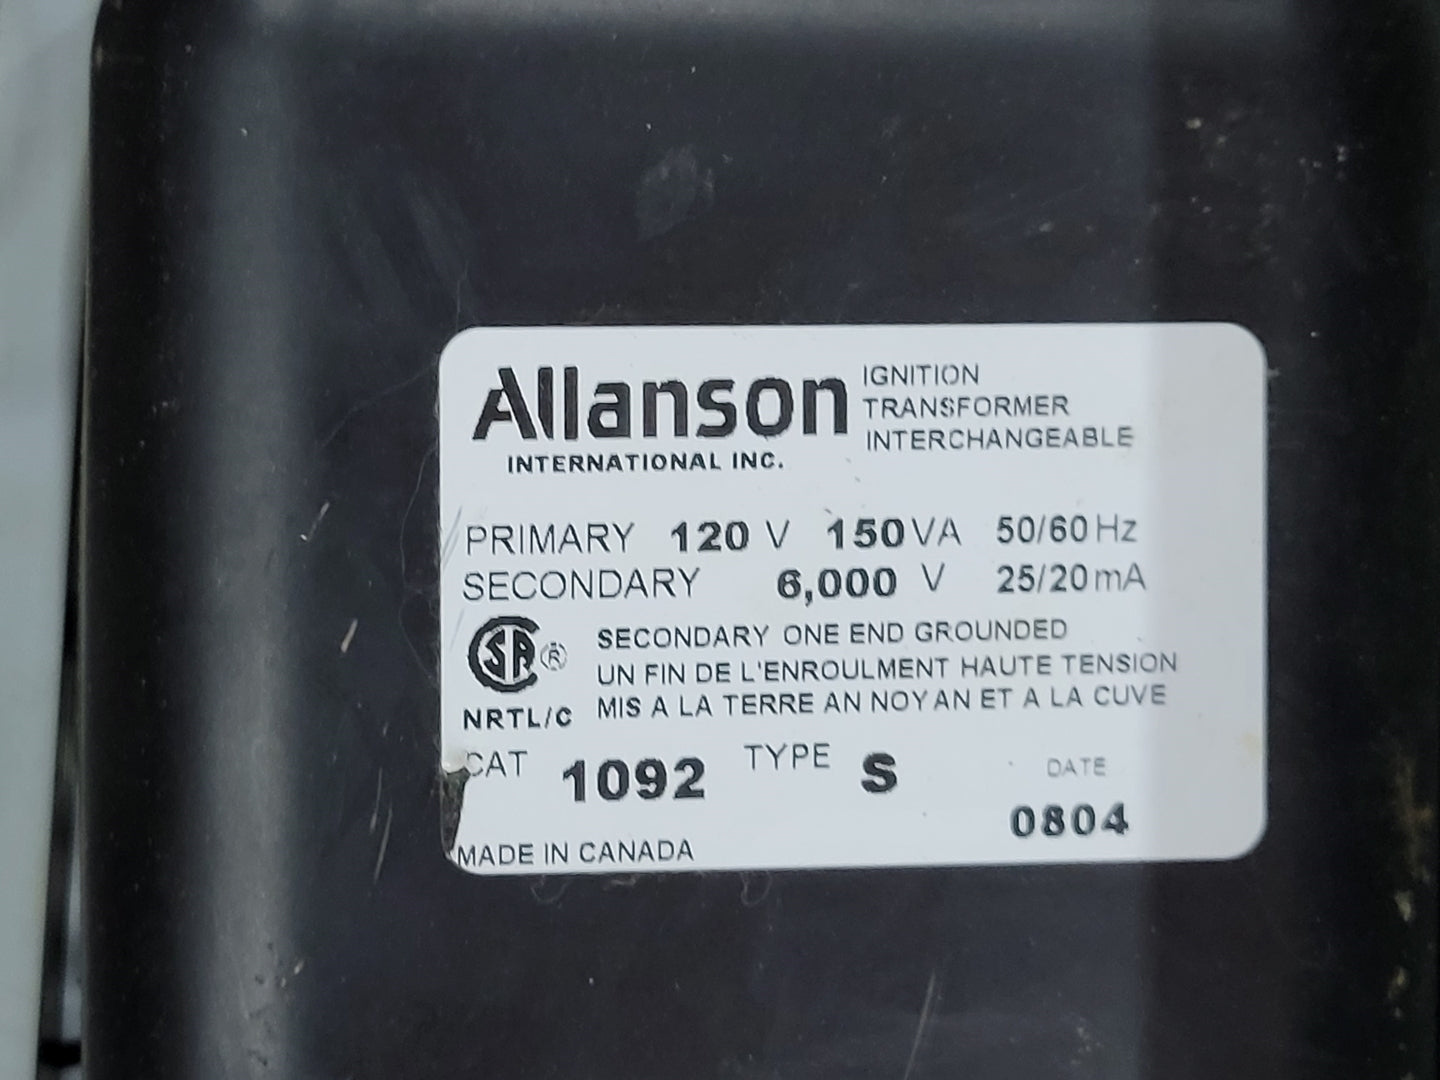 Allanson
INTERNATIONAL INC.
IGNITION
TRANSFORMER
INTERCHANGEABLE
PRIMARY 120 V 150 VA 50/60 Hz
SECONDARY 6,000 V 25/20 mA
SA ®
NRTL/C
SECONDARY ONE END GROUNDED
UN FIN DE L'ENROULMENT HAUTE TENSION
MIS A LA TERRE AN NOYAN ET A LA CUVE
CAT 1092 TYPE S DATE
0804
MADE IN CANADA